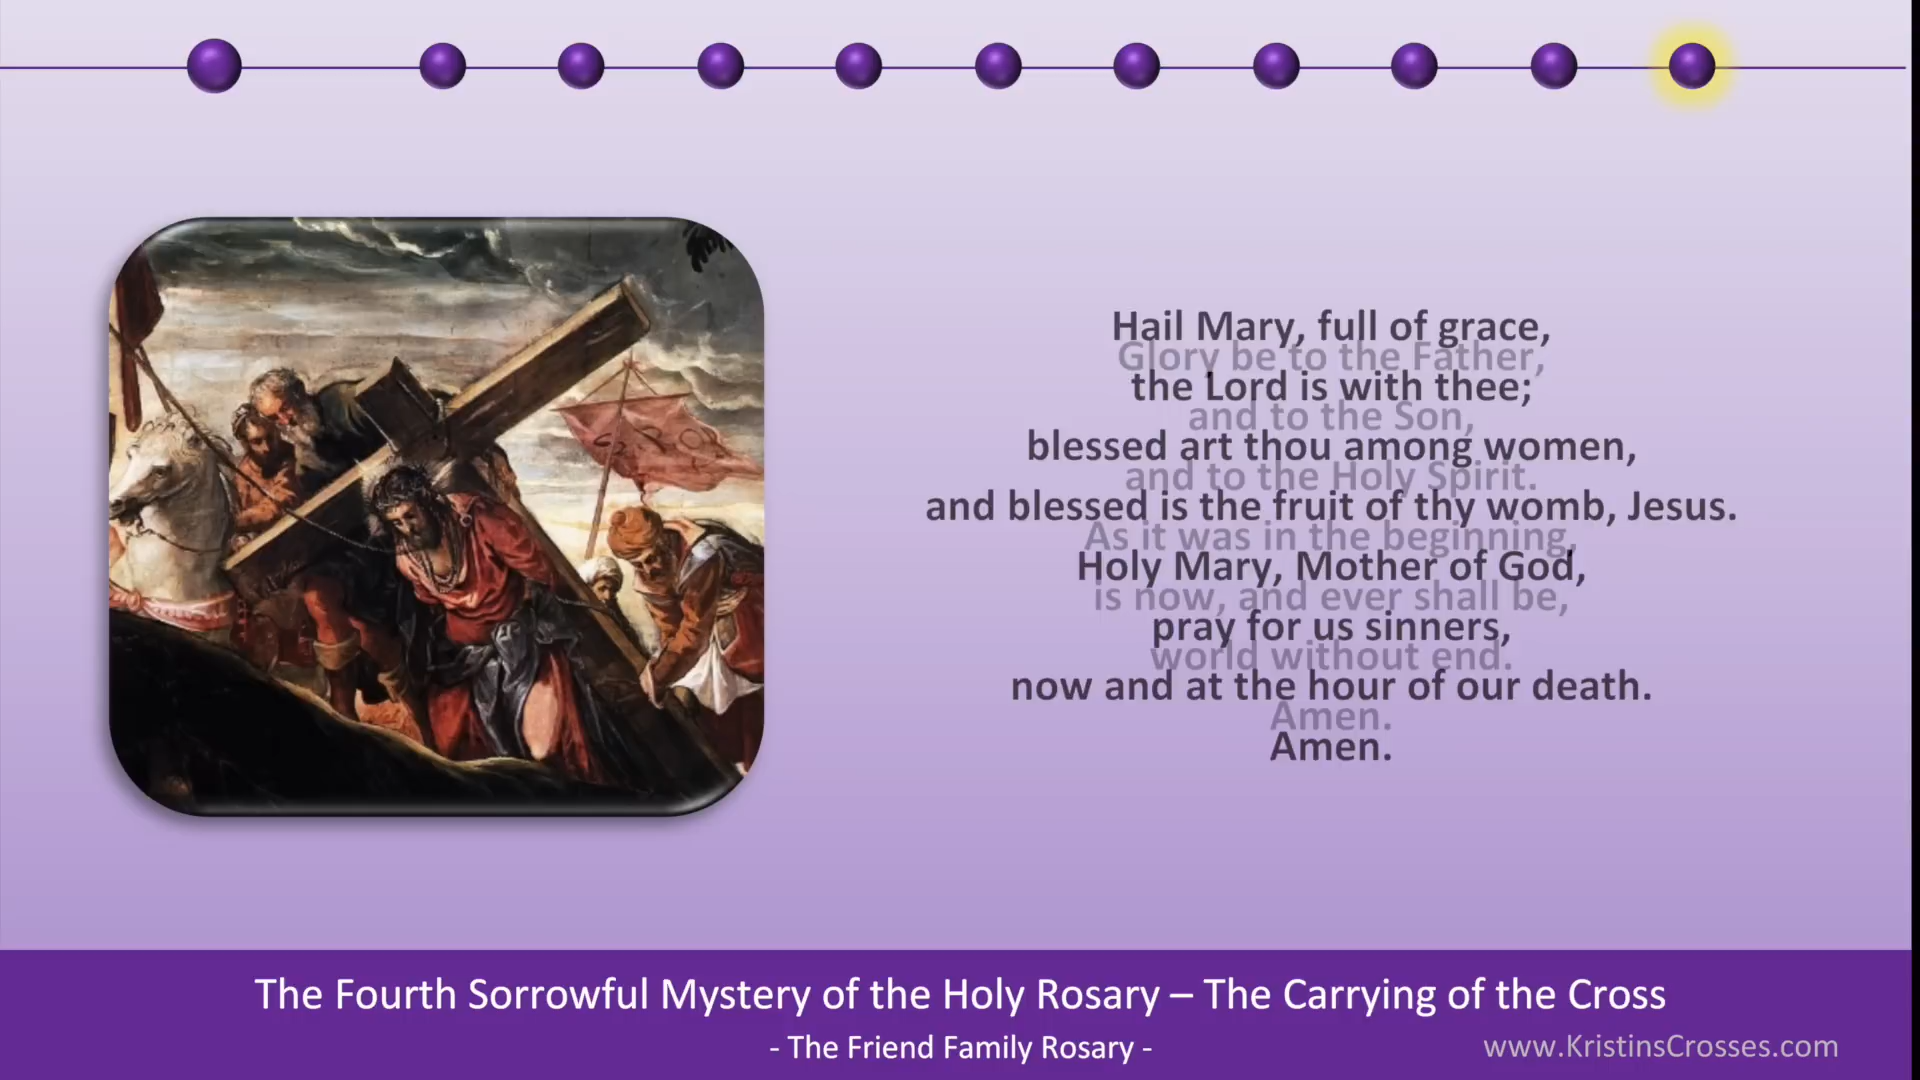 Hail Mary, full of grace,
Glory be to the Father,
the Lord is with thee;
and to the Son,
blessed art thou among women,
and to the Holy Spirit.
and blessed is the fruit of thy womb, Jesus.
As it was in the beginning,
Holy Mary, Mother of God,
is now, and ever shall be,
pray for us sinners,
world without end.
now and at the hour of our death.
Amen.
Amen.
The Fourth Sorrowful Mystery of the Holy Rosary – The Carrying of the Cross
- The Friend Family Rosary -
www.KristinsCrosses.com